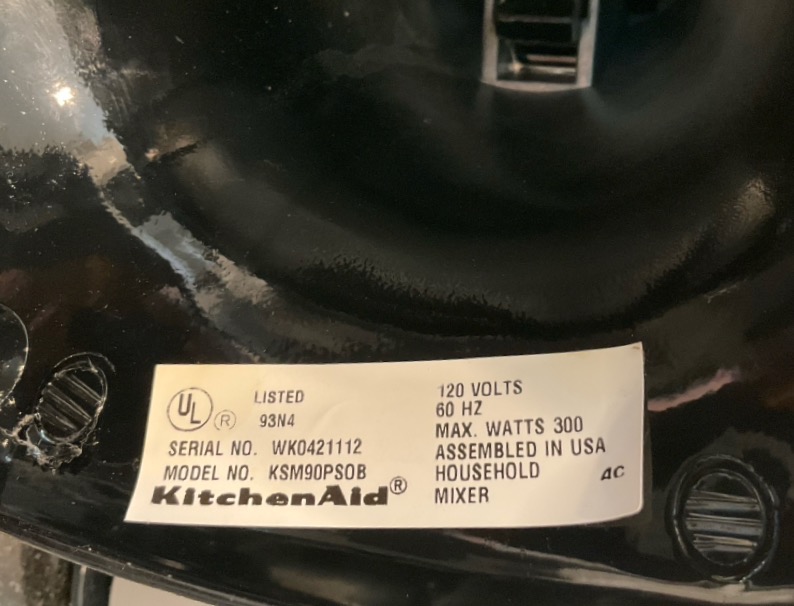 UL ® LISTED
93N4
SERIAL NO. WK0421112
MODEL NO. KSM90PSOB
KitchenAid®
120 VOLTS
60 HZ
MAX. WATTS 300
ASSEMBLED IN USA
HOUSEHOLD AC
MIXER